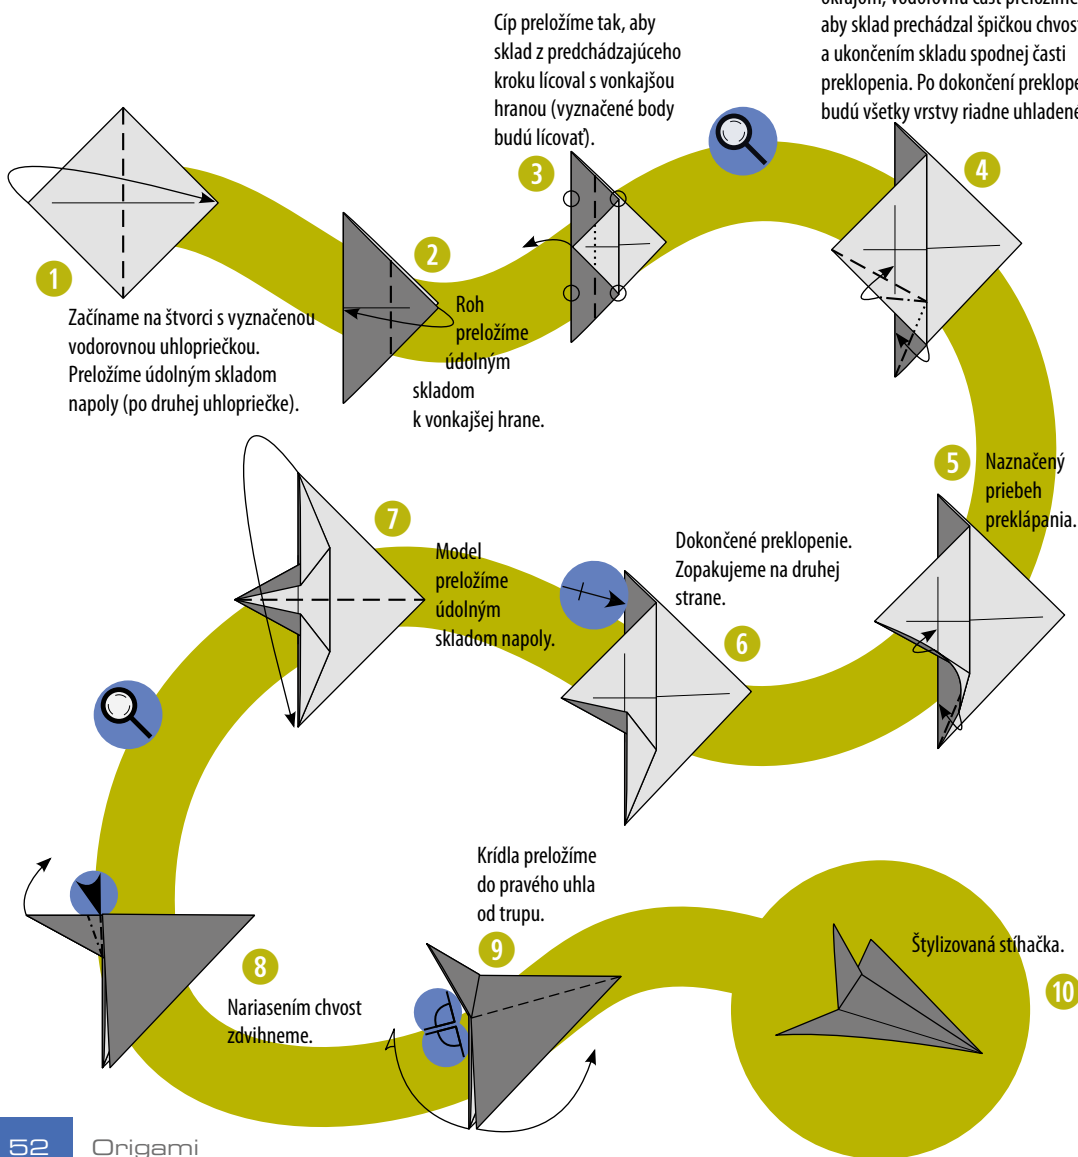 1
Začíname na štvorci s vyznačenou
vodorovnou uhlopriečkou.
Preložíme údolným skladom
napoly (po druhej uhlopriečke).
2
Roh
preložíme
údolným
skladom
k vonkajšej hrane.
Cíp preložíme tak, aby
sklad z predchádzajúceho
kroku lícoval s vonkajšou
hranou (vyznačené body
budú lícovať).
3
vodorovnú časť preložíme
aby sklad prechádzal špičkou
a ukončením skladu spodnej časti
preklopenia. Po dokončení
budú všetky vrstvy riadne
4
5
Naznačený
priebeh
preklápania.
Dokončené preklopenie.
Zopakujeme na druhej
strane.
6
7
Model
preložíme
údolným
skladom napoly.
8
Nariasením chvost
zdvihneme.
Krídla preložíme
do pravého uhla
od trupu.
9
Štylizovaná stíhačka.
10
52 Origami